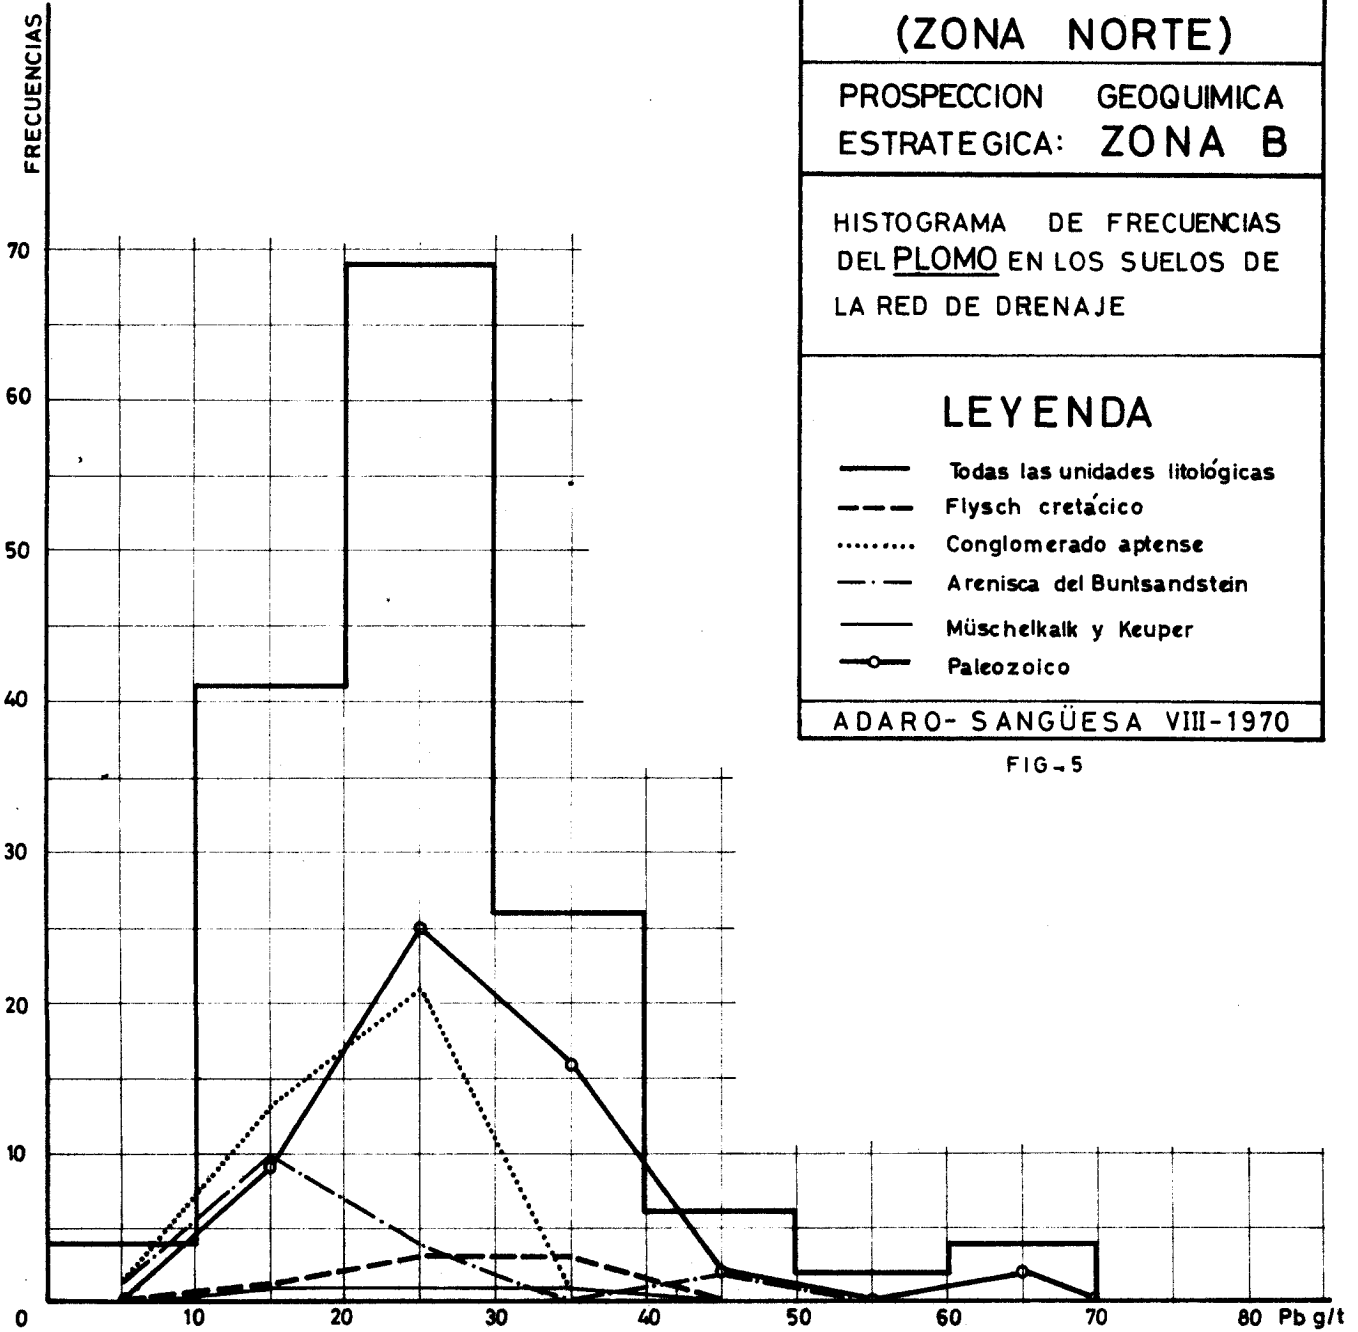 (ZONA NORTE)
PROSPECCION GEOQUIMICA
ESTRATEGICA: ZONA B
HISTOGRAMA DE FRECUENCIAS
DEL PLOMO EN LOS SUELOS DE
LA RED DE DRENAJE
LEYENDA
Todas las unidades litológicas
Flysch cretácico
Conglomerado aptense
Arenisca del Buntsandstein
Müschelkalk y Keuper
Paleozoico
ADARO-SANGÜESA VIII-1970
FIG-5
FRECUENCIAS
70
60
50
40
30
20
10
0
10 20 30 40 50 60 70 80 Pb g/t